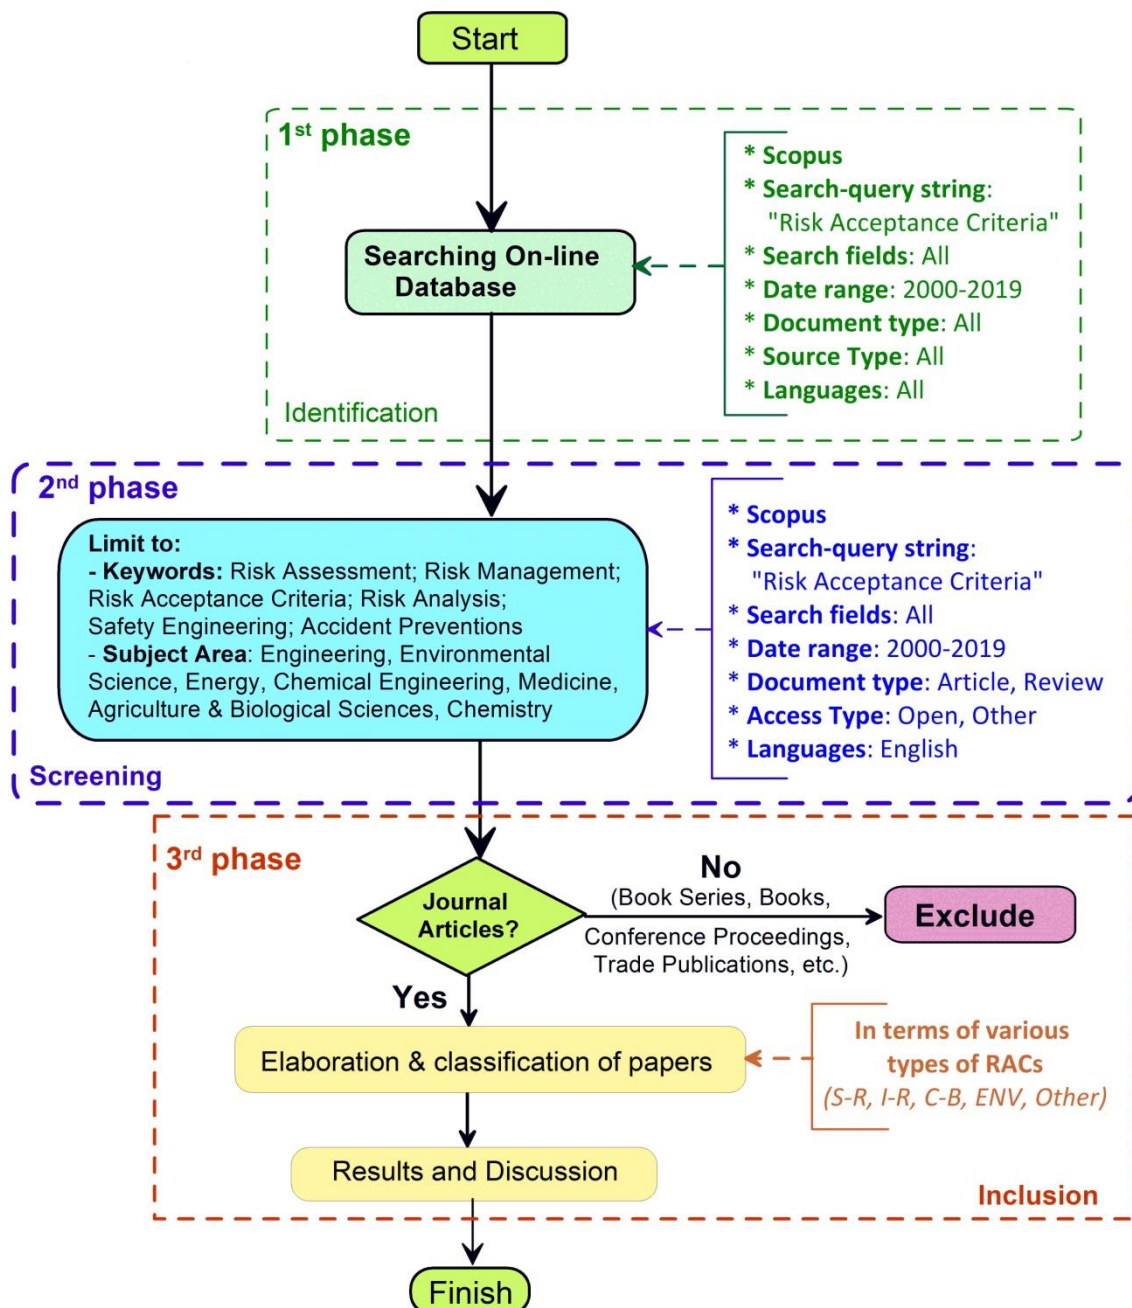 Start
1st phase
* Scopus
* Search-query string:
"Risk Acceptance Criteria"
* Search fields: All
* Date range: 2000-2019
* Document type: All
* Source Type: All
* Languages: All
Searching On-line
Database
Identification
2nd phase
Limit to:
- Keywords: Risk Assessment; Risk Management;
Risk Acceptance Criteria; Risk Analysis;
Safety Engineering; Accident Preventions
- Subject Area: Engineering, Environmental
Science, Energy, Chemical Engineering, Medicine,
Agriculture & Biological Sciences, Chemistry
* Scopus
* Search-query string:
"Risk Acceptance Criteria"
* Search fields: All
* Date range: 2000-2019
* Document type: Article, Review
* Access Type: Open, Other
* Languages: English
Screening
3rd phase
Journal
Articles?
No
(Book Series, Books,
Conference Proceedings,
Trade Publications, etc.)
Exclude
Yes
Elaboration & classification of papers
In terms of various
types of RACs
(S-R, I-R, C-B, ENV, Other)
Results and Discussion
Inclusion
Finish